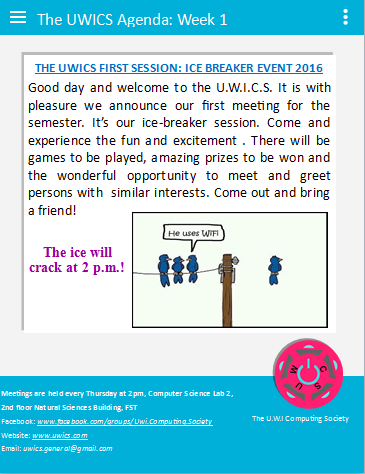 The UWICS Agenda: Week 1
THE UWICS FIRST SESSION: ICE BREAKER EVENT 2016
Good day and welcome to the U.W.I.C.S. It is with
pleasure we announce our first meeting for the
semester. It’s our ice-breaker session. Come and
experience the fun and excitement . There will be
games to be played, amazing prizes to be won and
the wonderful opportunity to meet and greet
persons with similar interests. Come out and bring
a friend!
He uses WiFi
The ice will
crack at 2 p.m.!
UWCS
The U.W.I Computing Society
Meetings are held every Thursday at 2pm, Computer Science Lab 2,
2nd floor Natural Sciences Building, FST
Facebook: www.facebook.com/groups/Uwi.Computing.Society
Website: www.uwics.com
Email: uwics.general@gmail.com